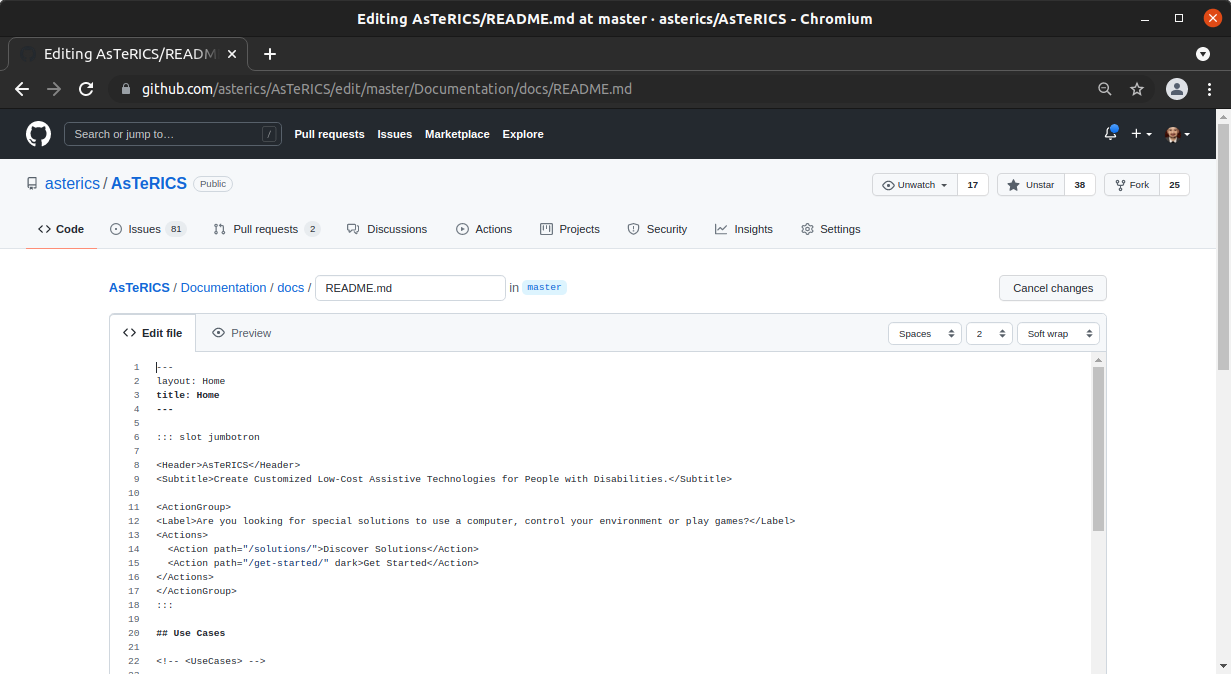 Editing AsTeRICS/README.md at master · asterics/AsTeRICS - Chromium
Editing AsTeRICS/READM
github.com/asterics/AsTeRICS/edit/master/Documentation/docs/README.md
Search or jump to… / Pull requests Issues Marketplace Explore
asterics / AsTeRICS Public Unwatch 17 Unstar 38 Fork 25
Code Issues 81 Pull requests 2 Discussions Actions Projects Security Insights Settings
AsTeRICS / Documentation / docs / README.md in master Cancel changes
Edit file Preview Spaces 2 Soft wrap
1 ---
2 layout: Home
3 title: Home
4 ---
5
6 ::: slot jumbotron
7
8 <Header>AsTeRICS</Header>
9 <Subtitle>Create Customized Low-Cost Assistive Technologies for People with Disabilities.</Subtitle>
10
11 <ActionGroup>
12 <Label>Are you looking for special solutions to use a computer, control your environment or play games?</Label>
13 <Actions>
14   <Action path="/solutions/">Discover Solutions</Action>
15   <Action path="/get-started/" dark>Get Started</Action>
16 </Actions>
17 </ActionGroup>
18 :::
19
20 ## Use Cases
21
22 <!-- <UseCases> -->